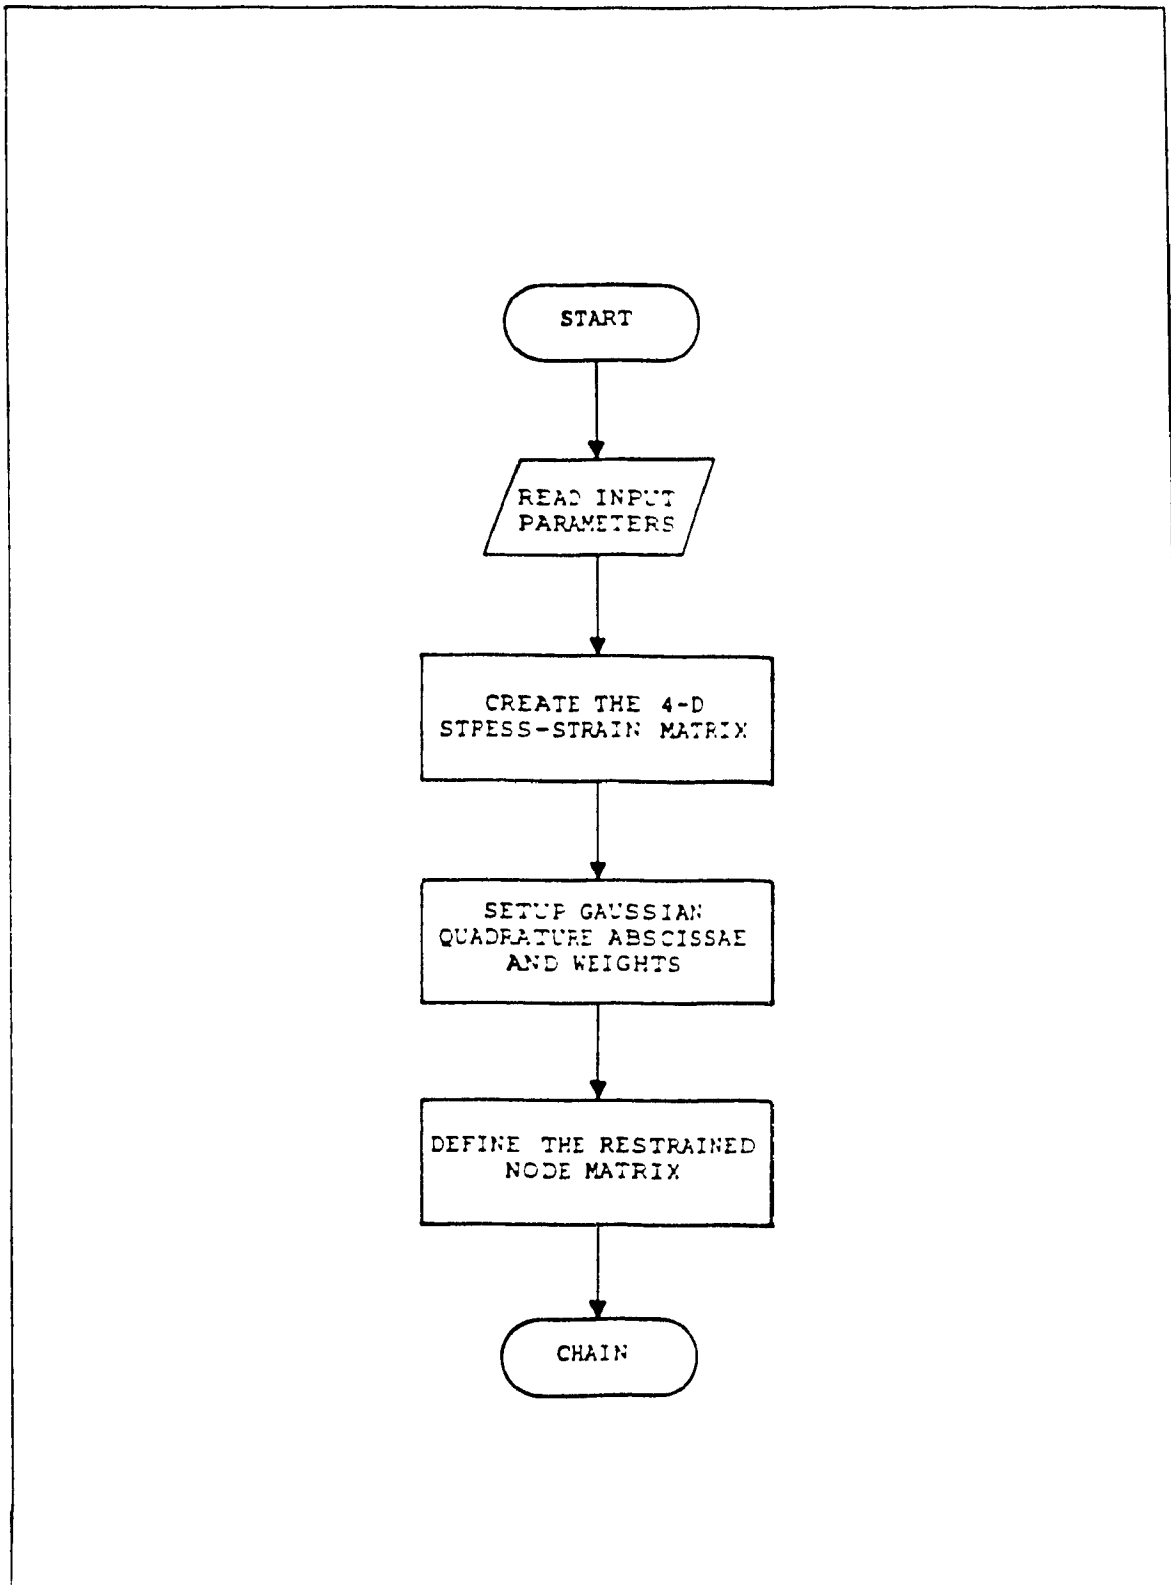 START
READ INPUT
PARAMETERS
CREATE THE 4-D
STRESS-STRAIN MATRIX
SETUP GAUSSIAN
QUADRATURE ABSCISSAE
AND WEIGHTS
DEFINE THE RESTRAINED
NODE MATRIX
CHAIN